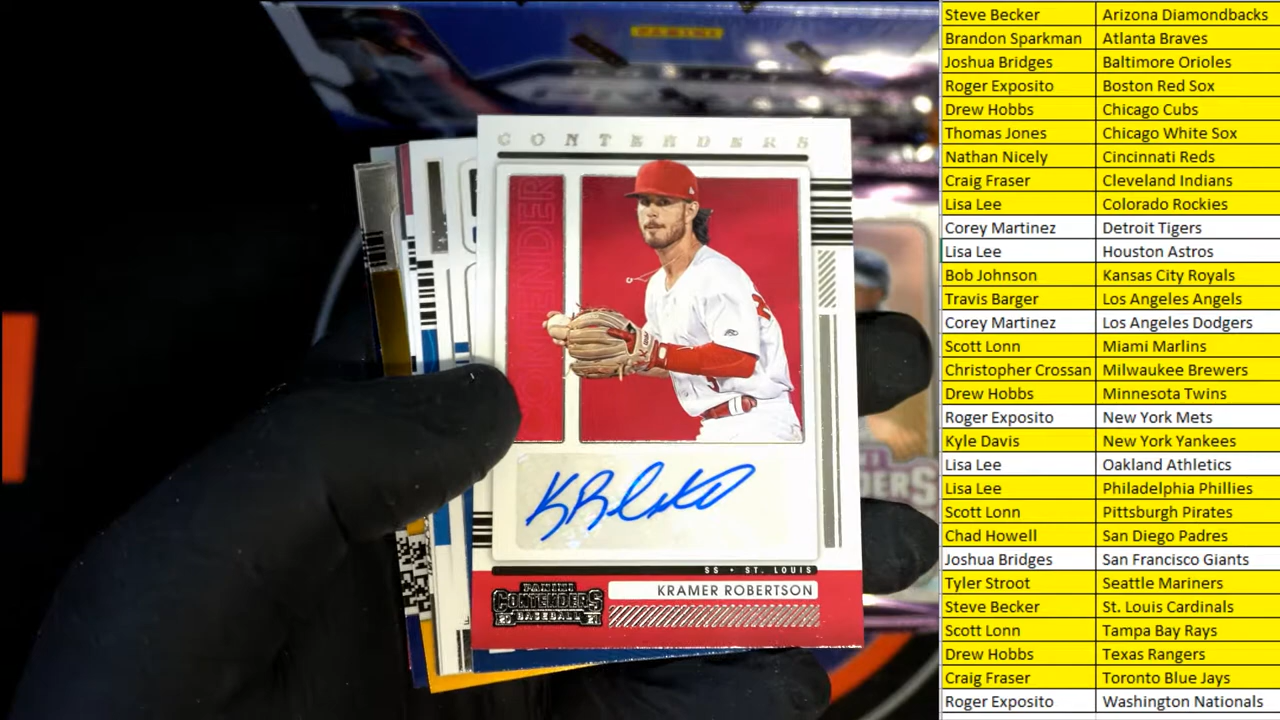 PANINI
CONTENDERS
CONTENDER
SS • ST. LOUIS
KRAMER ROBERTSON
PANINI
CONTENDERS
20 BASEBALL 21
Steve Becker Arizona Diamondbacks
Brandon Sparkman Atlanta Braves
Joshua Bridges Baltimore Orioles
Roger Exposito Boston Red Sox
Drew Hobbs Chicago Cubs
Thomas Jones Chicago White Sox
Nathan Nicely Cincinnati Reds
Craig Fraser Cleveland Indians
Lisa Lee Colorado Rockies
Corey Martinez Detroit Tigers
Lisa Lee Houston Astros
Bob Johnson Kansas City Royals
Travis Barger Los Angeles Angels
Corey Martinez Los Angeles Dodgers
Scott Lonn Miami Marlins
Christopher Crossan Milwaukee Brewers
Drew Hobbs Minnesota Twins
Roger Exposito New York Mets
Kyle Davis New York Yankees
Lisa Lee Oakland Athletics
Lisa Lee Philadelphia Phillies
Scott Lonn Pittsburgh Pirates
Chad Howell San Diego Padres
Joshua Bridges San Francisco Giants
Tyler Stroot Seattle Mariners
Steve Becker St. Louis Cardinals
Scott Lonn Tampa Bay Rays
Drew Hobbs Texas Rangers
Craig Fraser Toronto Blue Jays
Roger Exposito Washington Nationals